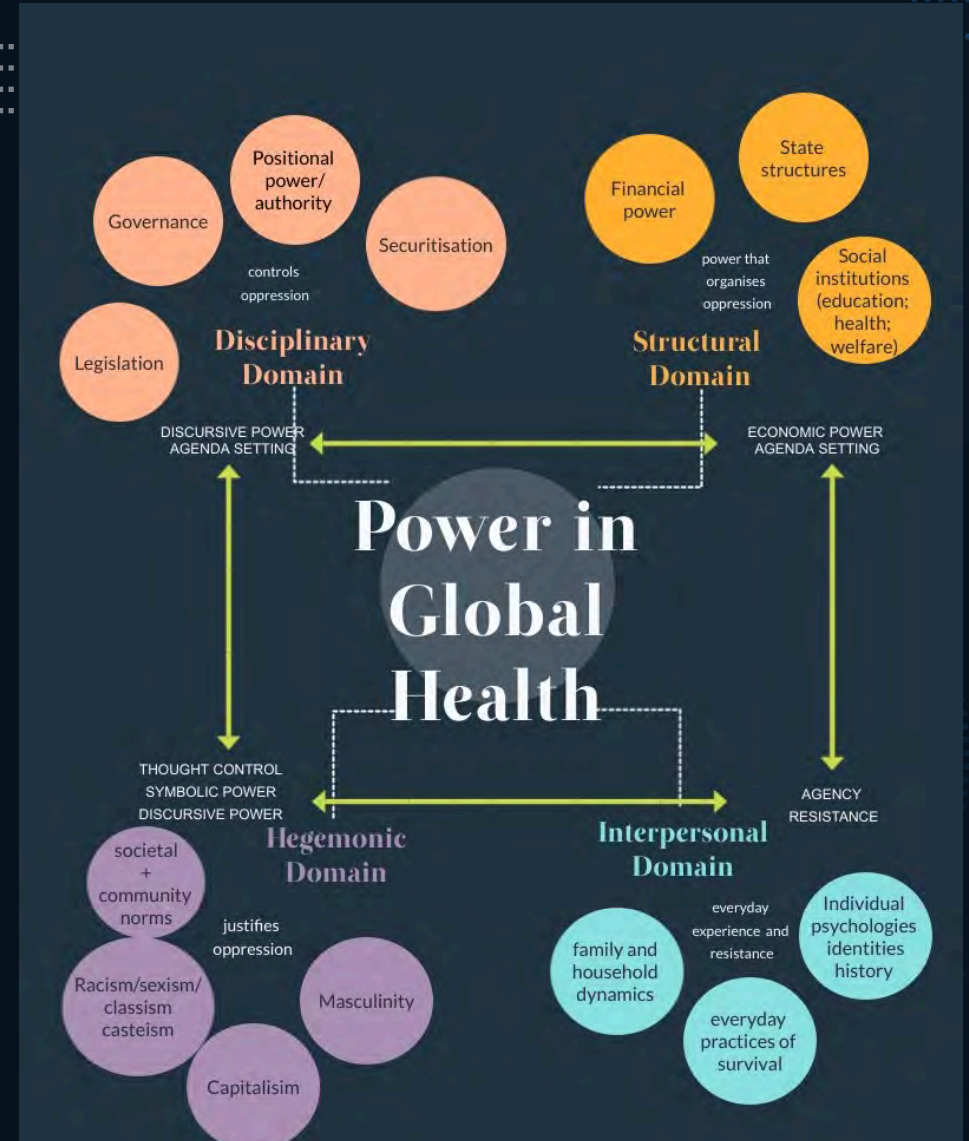 Positional
power/
authority
Governance
Securitisation
controls
oppression
Legislation
Disciplinary
Domain
State
structures
Financial
power
power that
organises
oppression
Social
institutions
(education;
health;
welfare)
Structural
Domain
DISCURSIVE POWER
AGENDA SETTING
ECONOMIC POWER
AGENDA SETTING
Power in
Global
Health
THOUGHT CONTROL
SYMBOLIC POWER
DISCURSIVE POWER
AGENCY
RESISTANCE
Hegemonic
Domain
societal
+
community
norms
justifies
oppression
Racism/sexism/
classism
casteism
Masculinity
Capitalisim
Interpersonal
Domain
everyday
experience and
resistance
Individual
psychologies
identities
history
family and
household
dynamics
everyday
practices of
survival